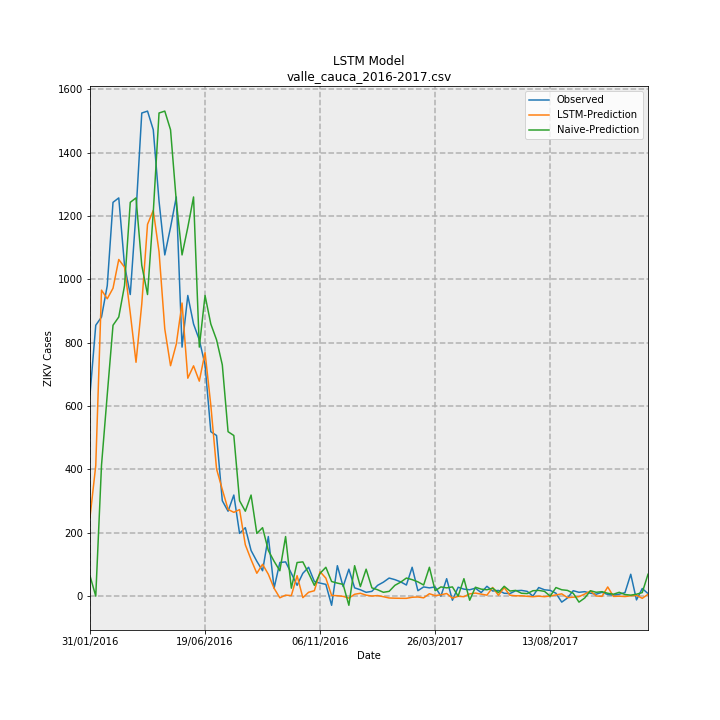 LSTM Model
valle_cauca_2016-2017.csv
Observed
LSTM-Prediction
Naive-Prediction
1600
1400
1200
1000
800
600
400
200
0
ZIKV Cases
31/01/2016
19/06/2016
06/11/2016
26/03/2017
13/08/2017
Date